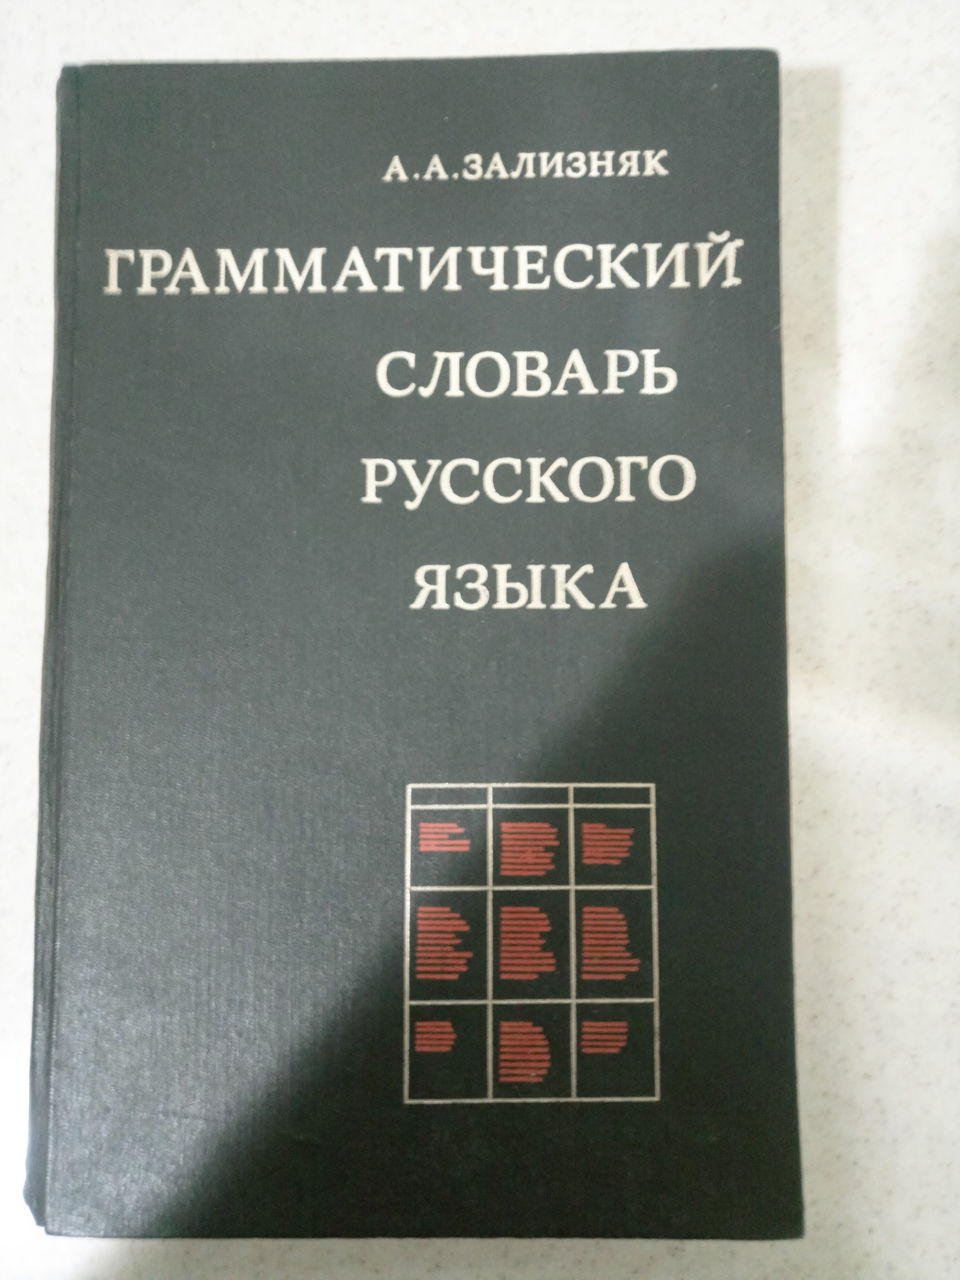 А.А.ЗАЛИЗНЯК
ГРАММАТИЧЕСКИЙ
СЛОВАРЬ
РУССКОГО
ЯЗЫКА